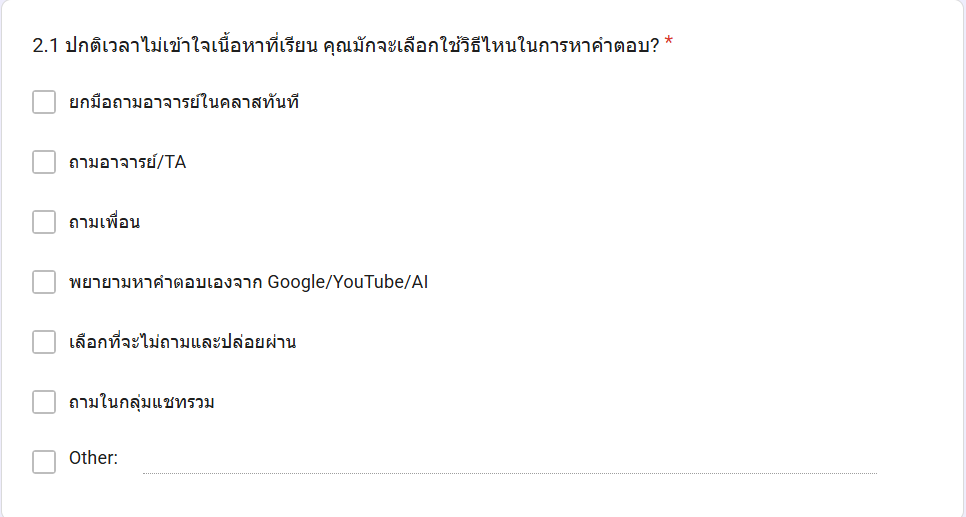 2.1 ปกติเวลาไม่เข้าใจเนื้อหาที่เรียน คุณมักจะเลือกใช้วิธีไหนในการหาคำตอบ? *
ยกมือถามอาจารย์ในคลาสทันที
ถามอาจารย์/TA
ถามเพื่อน
พยายามหาคำตอบเองจาก Google/YouTube/AI
เลือกที่จะไม่ถามและปล่อยผ่าน
ถามในกลุ่มแชทรวม
Other: